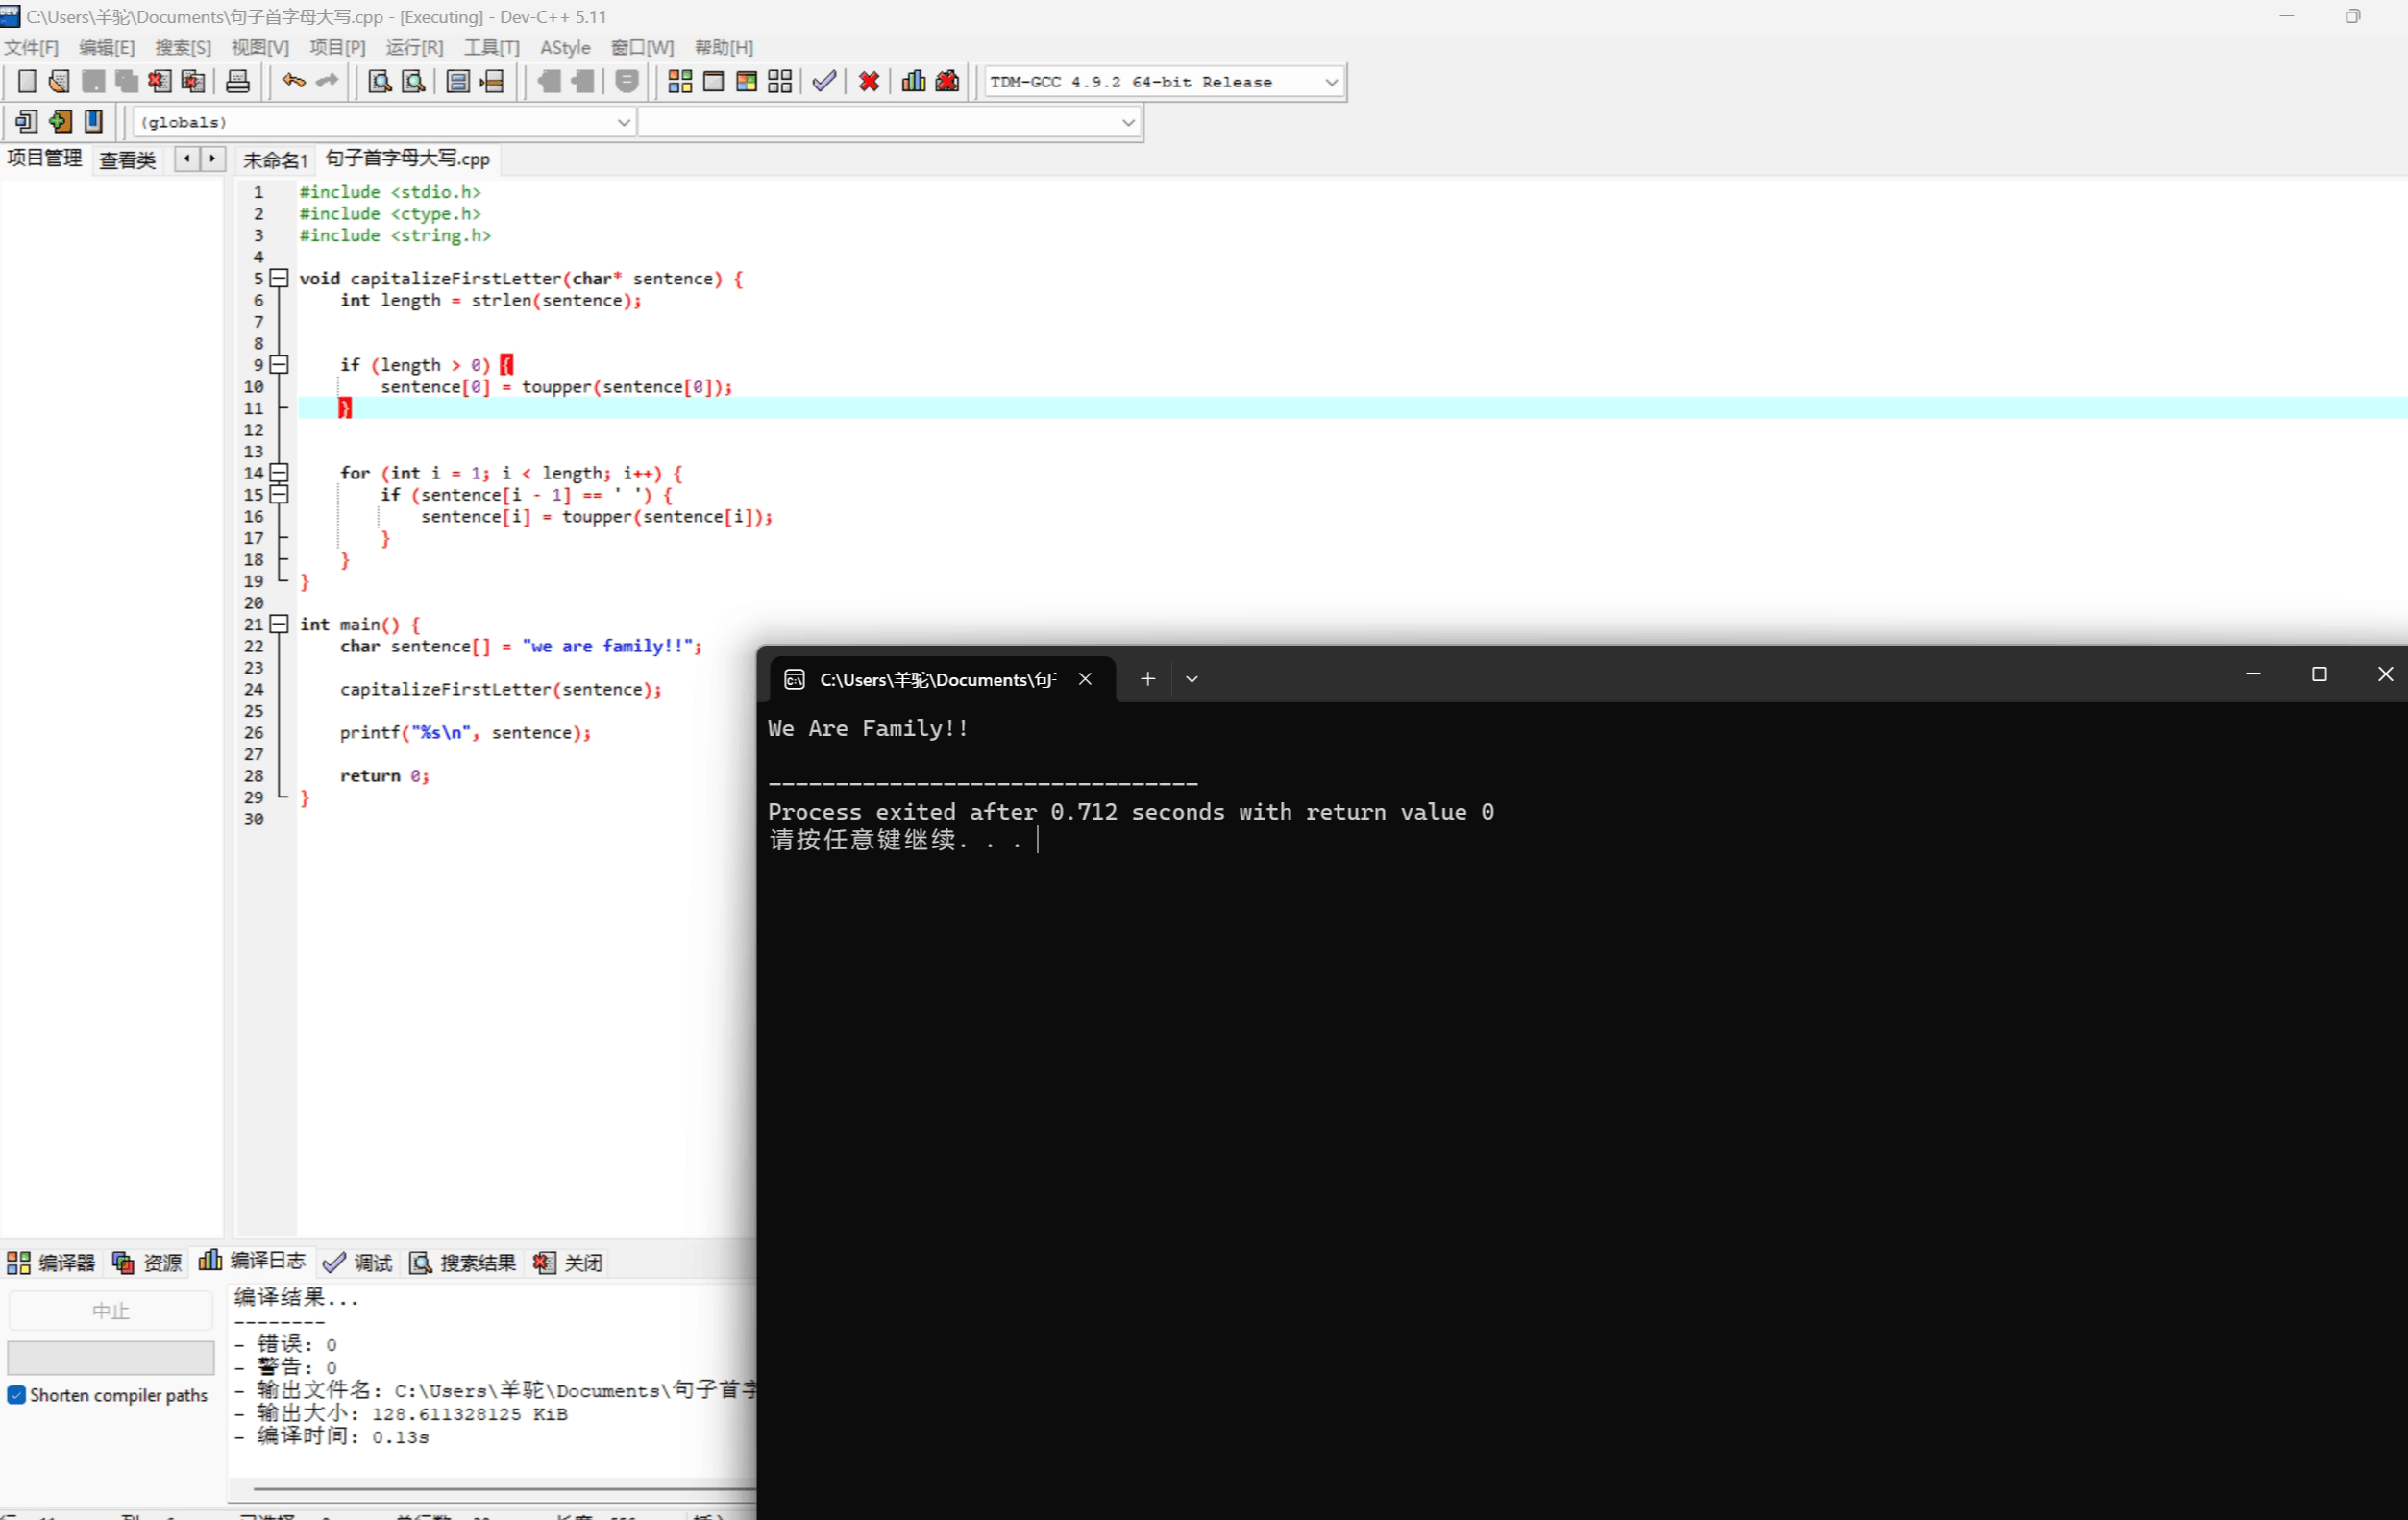 C:\Users\羊驼\Documents\句子首字母大写.cpp - [Executing] - Dev-C++ 5.11
文件[F] 编辑[E] 搜索[S] 视图[V] 项目[P] 运行[R] 工具[T] AStyle 窗口[W] 帮助[H]
TDM-GCC 4.9.2 64-bit Release
(globals)
项目管理 查看类 未命名1 句子首字母大写.cpp
1 #include <stdio.h>
2 #include <ctype.h>
3 #include <string.h>
4
5 void capitalizeFirstLetter(char* sentence) {
6 int length = strlen(sentence);
7
8
9 if (length > 0) {
10 sentence[0] = toupper(sentence[0]);
11 }
12
13
14 for (int i = 1; i < length; i++) {
15 if (sentence[i - 1] == ' ') {
16 sentence[i] = toupper(sentence[i]);
17 }
18 }
19 }
20
21 int main() {
22 char sentence[] = "we are family!!";
23
24 capitalizeFirstLetter(sentence);
25
26 printf("%s\n", sentence);
27
28 return 0;
29 }
30
C:\Users\羊驼\Documents\句
We Are Family!!
--------------------------------
Process exited after 0.712 seconds with return value 0
请按任意键继续. . .
编译器 资源 编译日志 调试 搜索结果 关闭
中止
Shorten compiler paths
编译结果...
--------
- 错误: 0
- 警告: 0
- 输出文件名: C:\Users\羊驼\Documents\句子首字
- 输出大小: 128.611328125 KiB
- 编译时间: 0.13s